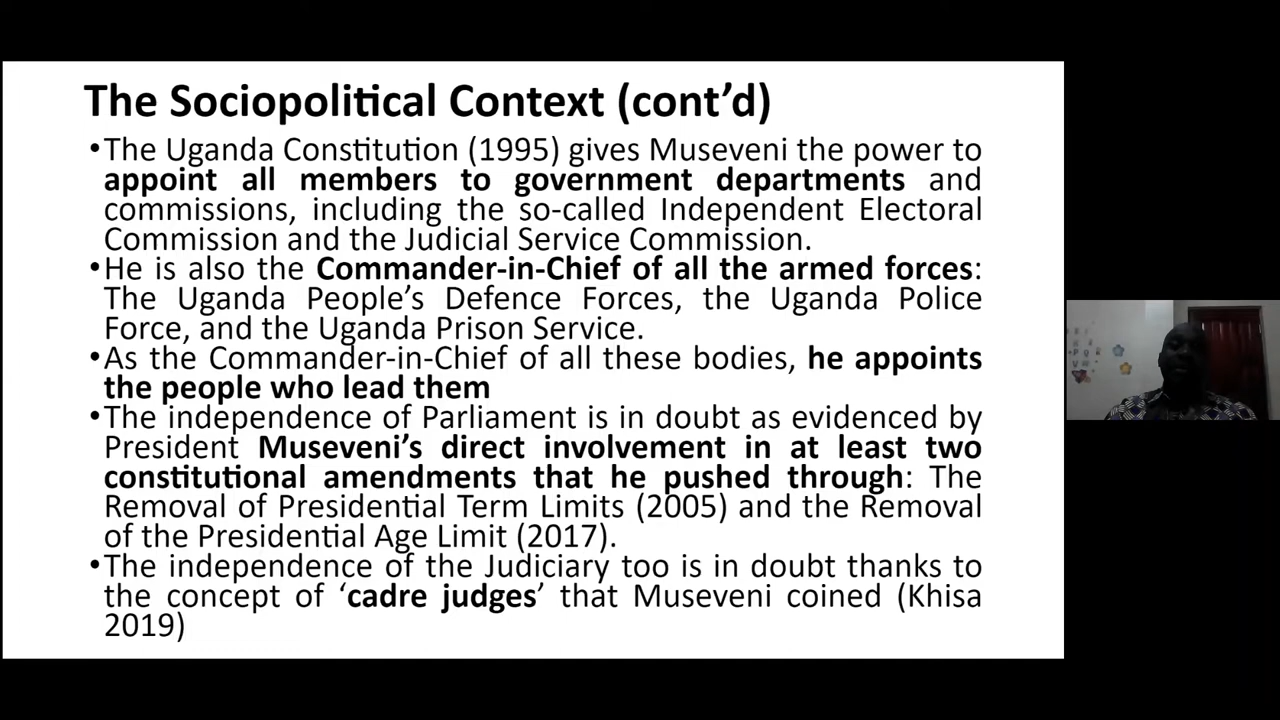 The Sociopolitical Context (cont’d)
•The Uganda Constitution (1995) gives Museveni the power to
appoint all members to government departments and
commissions, including the so-called Independent Electoral
Commission and the Judicial Service Commission.
•He is also the Commander-in-Chief of all the armed forces:
The Uganda People’s Defence Forces, the Uganda Police
Force, and the Uganda Prison Service.
•As the Commander-in-Chief of all these bodies, he appoints
the people who lead them
•The independence of Parliament is in doubt as evidenced by
President Museveni’s direct involvement in at least two
constitutional amendments that he pushed through: The
Removal of Presidential Term Limits (2005) and the Removal
of the Presidential Age Limit (2017).
•The independence of the Judiciary too is in doubt thanks to
the concept of ‘cadre judges’ that Museveni coined (Khisa
2019)